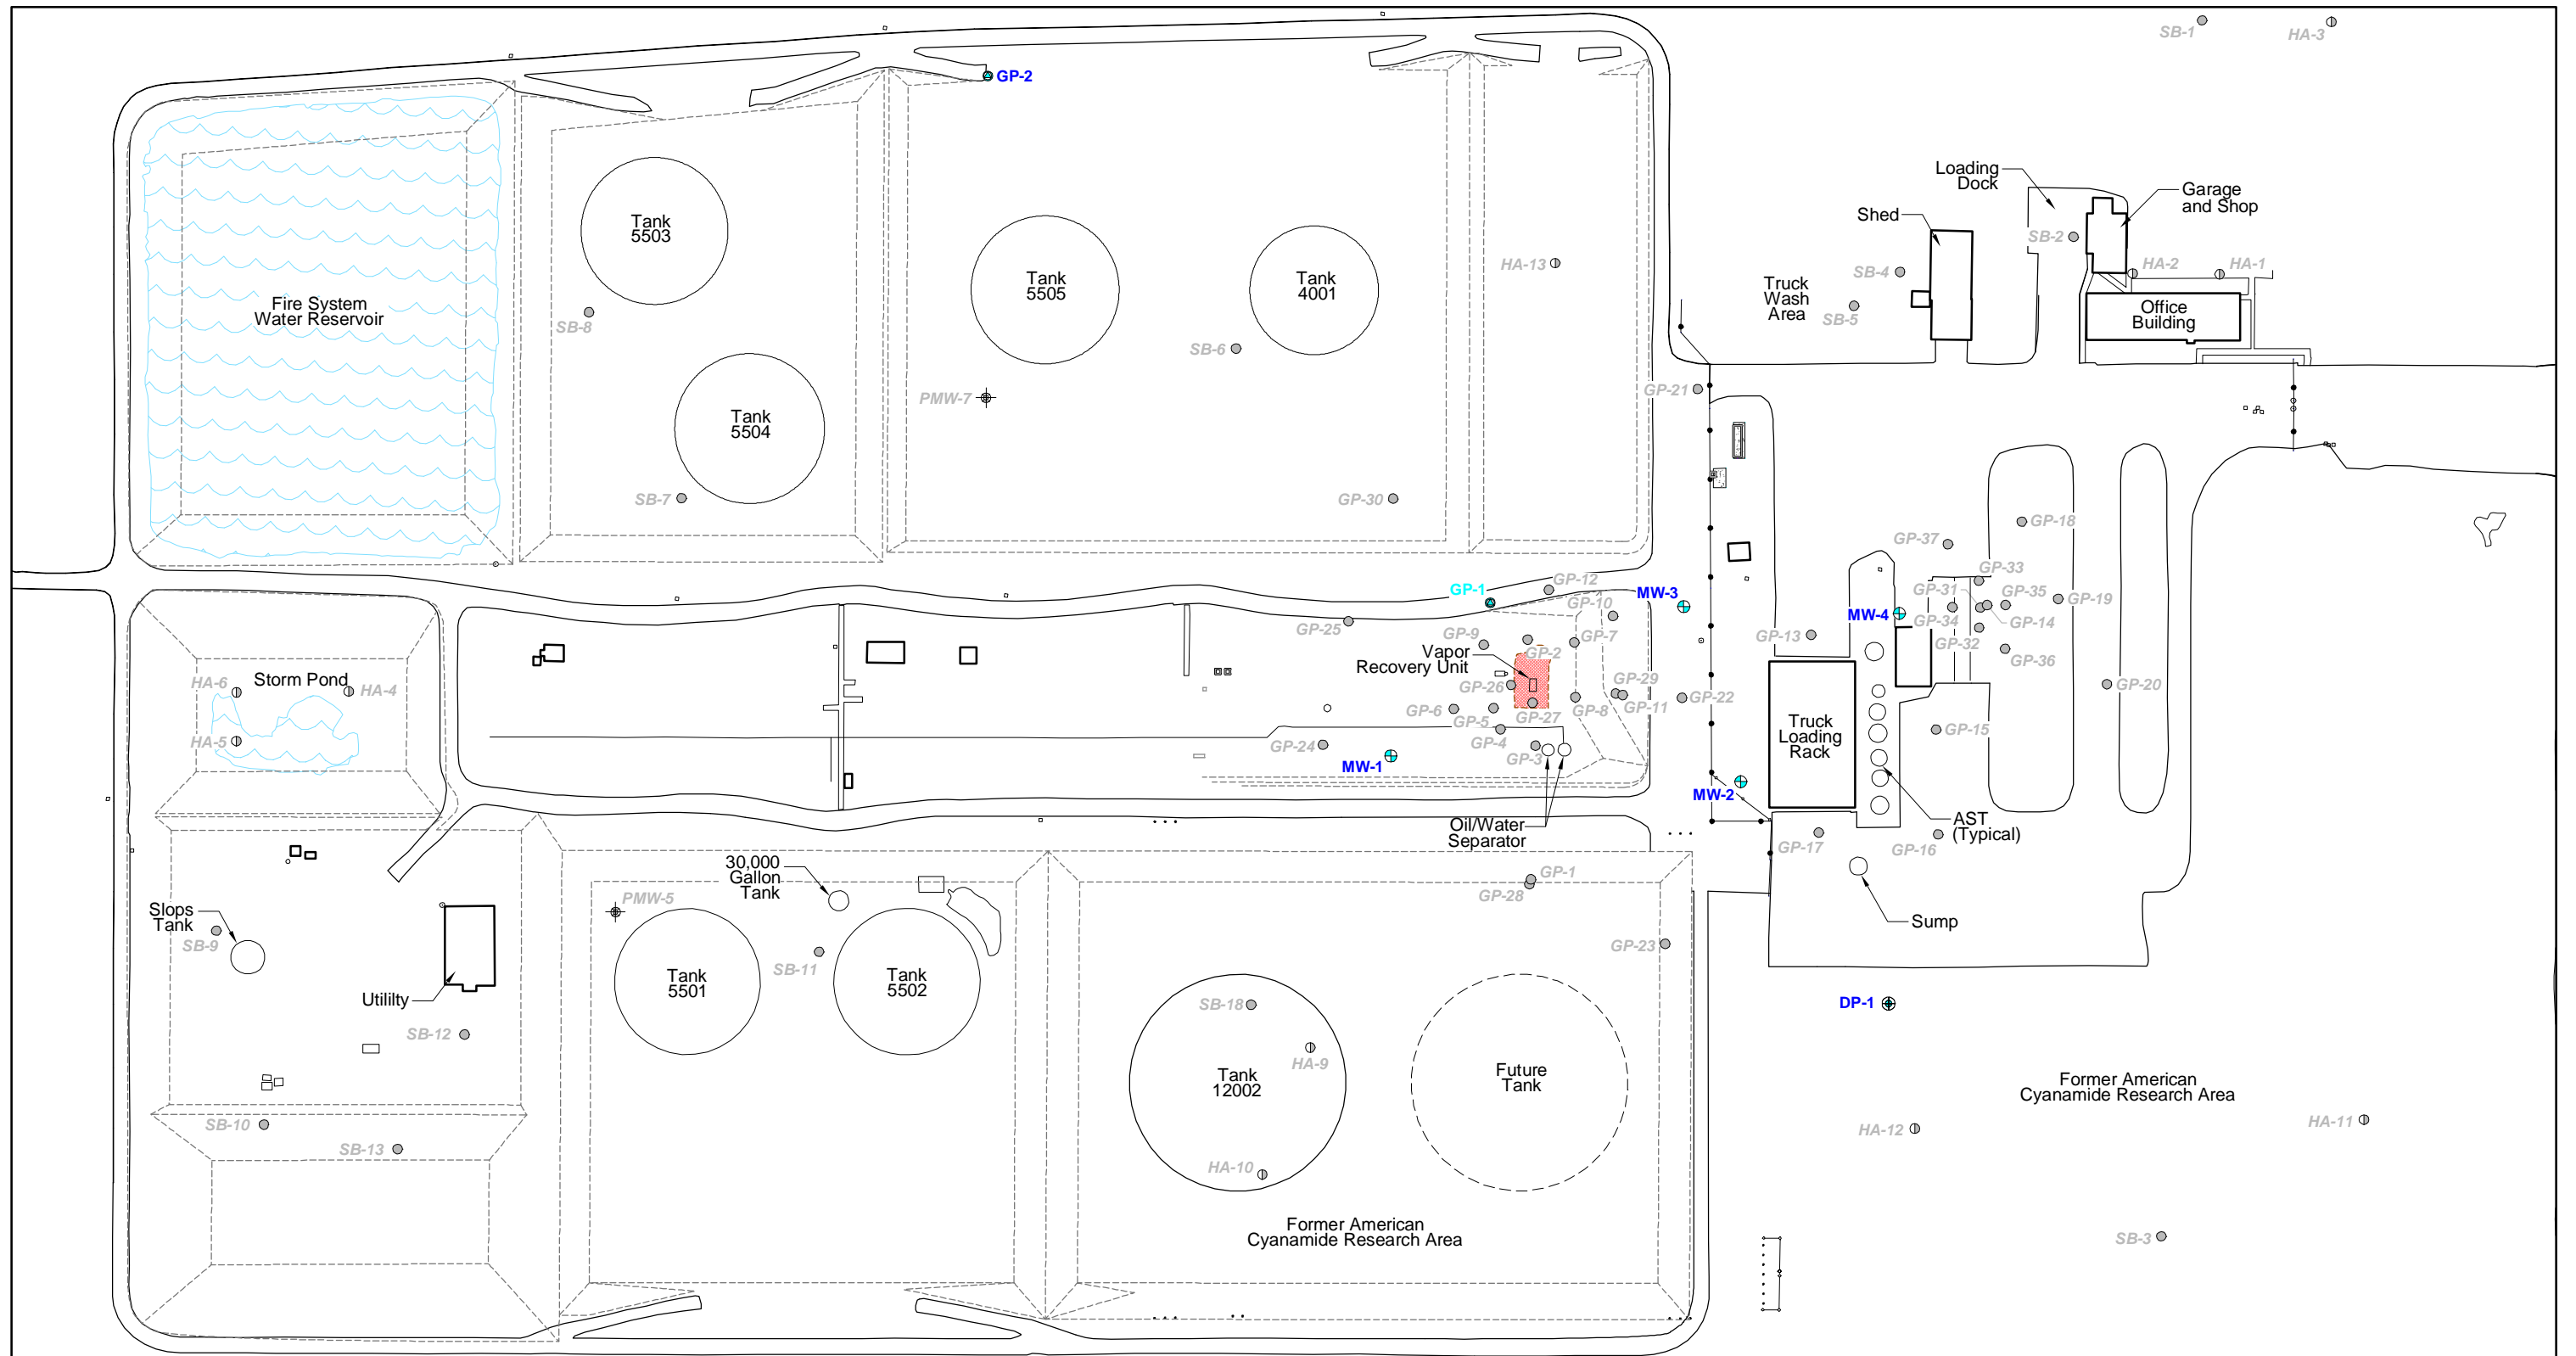 SB-1
HA-3
GP-2
Loading
Dock
Garage
and Shop
Shed
Tank
5503
SB-2
HA-13
SB-4
HA-2
HA-1
Tank
5505
Tank
4001
Truck
Wash
Area
Fire System
Water Reservoir
SB-8
SB-5
Office
Building
SB-6
GP-21
PMW-7
Tank
5504
SB-7
GP-30
GP-18
GP-37
GP-33
GP-12
GP-1
GP-10
MW-3
GP-31
GP-35
GP-19
MW-4
GP-25
GP-34
GP-14
GP-13
GP-9
GP-7
GP-32
GP-2
Vapor
Recovery Unit
GP-36
Storm Pond
HA-6
HA-4
GP-26
GP-29
GP-22
GP-20
GP-6
GP-5
GP-27
GP-8
GP-11
Truck
Loading
Rack
GP-15
HA-5
GP-24
GP-4
GP-3
MW-1
MW-2
Oil/Water
Separator
AST
(Typical)
GP-17
GP-16
30,000
Gallon
Tank
GP-1
GP-28
PMW-5
Slops
Tank
Sump
SB-9
GP-23
SB-11
Tank
5501
Tank
5502
Utililty
SB-18
DP-1
SB-12
HA-9
Tank
12002
Future
Tank
Former American
Cyanamide Research Area
SB-10
HA-12
HA-11
SB-13
HA-10
Former American
Cyanamide Research Area
SB-3